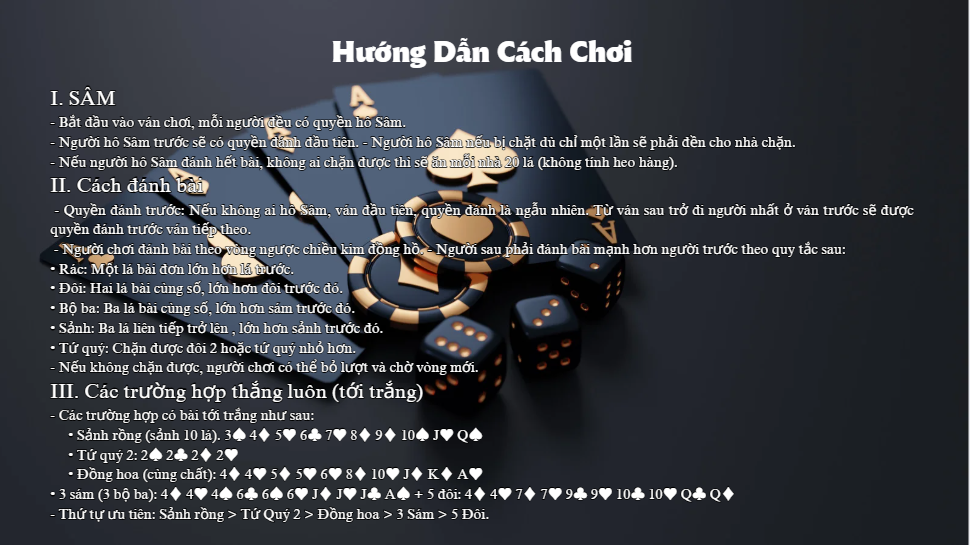 Hướng Dẫn Cách Chơi
I. SÂM
- Bắt đầu vào ván chơi, mỗi người đều có quyền hô Sâm.
- Người hô Sâm trước sẽ có quyền đánh đầu tiên. - Người hô Sâm nếu bị chặt dù chỉ một lần sẽ phải đền cho nhà chặn.
- Nếu người hô Sâm đánh hết bài, không ai chặn được thì sẽ ăn mỗi nhà 20 lá (không tính heo hàng).
II. Cách đánh bài
- Quyền đánh trước: Nếu không ai hô Sâm, ván đầu tiên, quyền đánh là ngẫu nhiên. Từ ván sau trở đi người nhất ở ván trước sẽ được
quyền đánh trước ván tiếp theo.
- Người chơi đánh bài theo vòng ngược chiều kim đồng hồ. - Người sau phải đánh bài mạnh hơn người trước theo quy tắc sau:
• Rác: Một lá bài đơn lớn hơn lá trước.
• Đôi: Hai lá bài cùng số, lớn hơn đôi trước đó.
• Bộ ba: Ba lá bài cùng số, lớn hơn sám trước đó.
• Sảnh: Ba lá liên tiếp trở lên , lớn hơn sảnh trước đó.
• Tứ quý: Chặn được đôi 2 hoặc tứ quý nhỏ hơn.
- Nếu không chặn được, người chơi có thể bỏ lượt và chờ vòng mới.
III. Các trường hợp thắng luôn (tới trắng)
- Các trường hợp có bài tới trắng như sau:
• Sảnh rồng (sảnh 10 lá). 3♠ 4♦ 5♥ 6♣ 7♥ 8♦ 9♦ 10♠ J♥ Q♠
• Tứ quý 2: 2♠ 2♣ 2♦ 2♥
• Đồng hoa (cùng chất): 4♦ 4♥ 5♦ 5♥ 6♥ 8♦ 10♥ J♦ K♦ A♥
• 3 sám (3 bộ ba): 4♦ 4♥ 4♠ 6♣ 6♠ 6♥ J♦ J♥ J♣ A♠ + 5 đôi: 4♦ 4♥ 7♦ 7♥ 9♣ 9♥ 10♣ 10♥ Q♣ Q♦
- Thứ tự ưu tiên: Sảnh rồng > Tứ Quý 2 > Đồng hoa > 3 Sám > 5 Đôi.